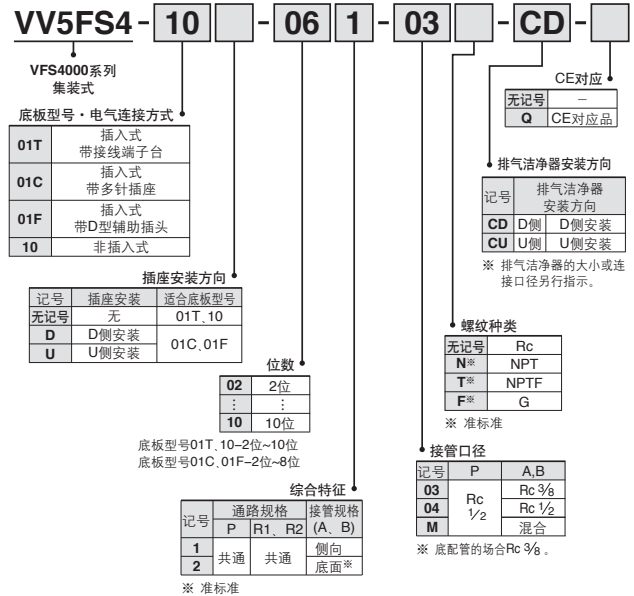 VV5FS4-10 - 06 1 - 03 - CD -
VFS4000系列
集装式
底板型号・电气连接方式
01T 插入式
带接线端子台
01C 插入式
带多针插座
01F 插入式
带D型辅助插头
10 非插入式
插座安装方向
记号 插座安装 适合底板型号
无记号 无 01T、10
D D侧安装 01C、01F
U U侧安装
位数
02 2位
⋮ ⋮
10 10位
底板型号01T、10-2位~10位
底板型号01C、01F-2位~8位
综合特征
记号 通路规格 接管规格
P R1、R2 (A、B)
1 共通 共通 侧向
2 底面※
※ 准标准
CE对应
无记号 －
Q CE对应品
排气洁净器安装方向
记号 排气洁净器
安装方向
CD D侧 D侧安装
CU U侧 U侧安装
※ 排气洁净器的大小或连
接口径另行指示。
螺纹种类
无记号 Rc
N※ NPT
T※ NPTF
F※ G
※ 准标准
接管口径
记号 P A,B
03 Rc 1/2 Rc 3/8
04 Rc 1/2
M 混合
※ 底配管的场合Rc 3/8 。